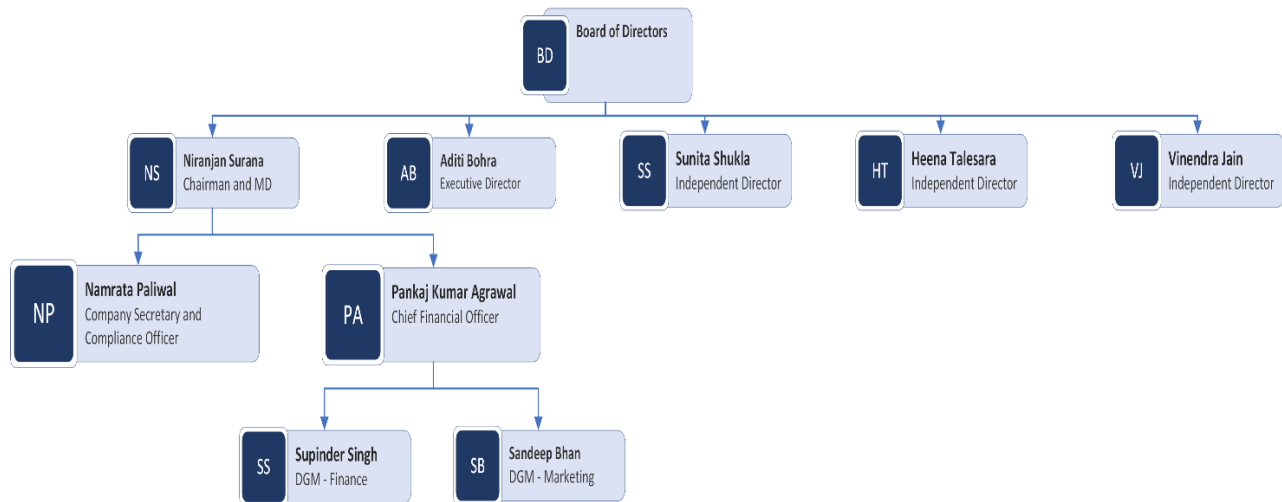 BD
Board of Directors
NS
Niranjan Surana
Chairman and MD
AB
Aditi Bohra
Executive Director
SS
Sunita Shukla
Independent Director
HT
Heena Talesara
Independent Director
VJ
Vinendra Jain
Independent Director
NP
Namrata Paliwal
Company Secretary and
Compliance Officer
PA
Pankaj Kumar Agrawal
Chief Financial Officer
SS
Supinder Singh
DGM - Finance
SB
Sandeep Bhan
DGM - Marketing